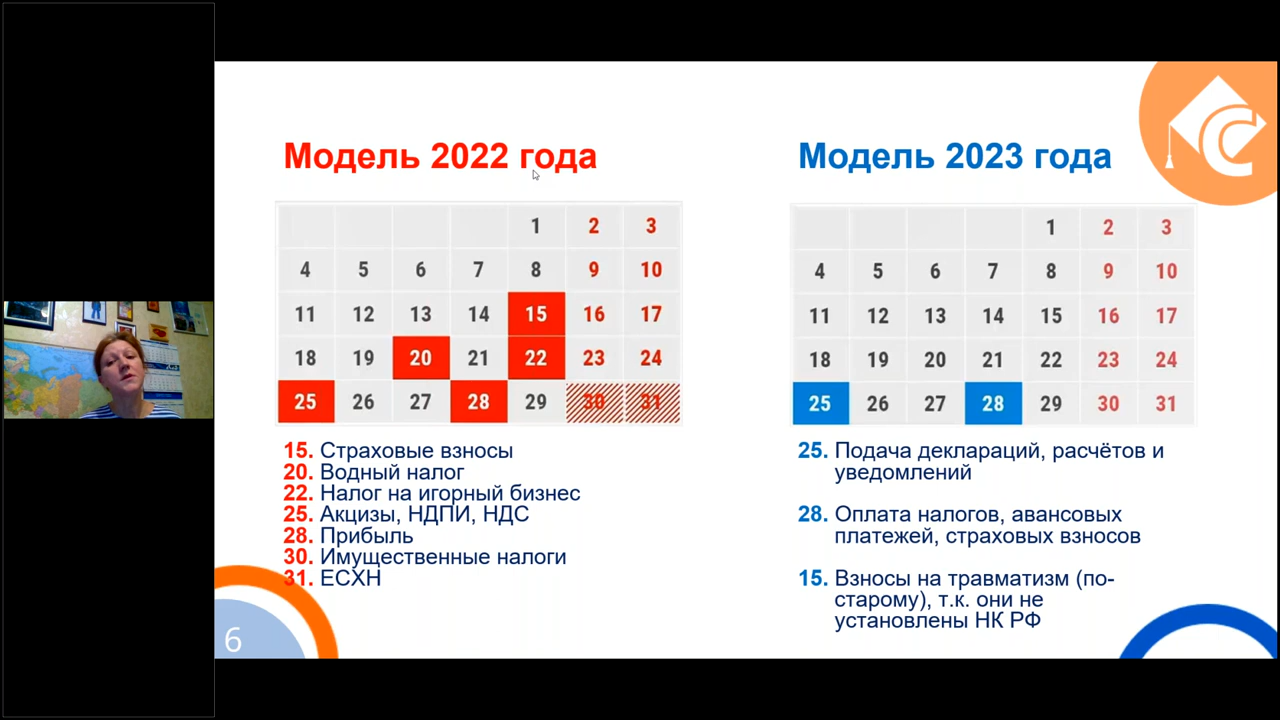 Модель 2022 года
1 2 3
4 5 6 7 8 9 10
11 12 13 14 15 16 17
18 19 20 21 22 23 24
25 26 27 28 29 30 31
15. Страховые взносы
20. Водный налог
22. Налог на игорный бизнес
25. Акцизы, НДПИ, НДС
28. Прибыль
30. Имущественные налоги
31. ЕСХН
6
Модель 2023 года
1 2 3
4 5 6 7 8 9 10
11 12 13 14 15 16 17
18 19 20 21 22 23 24
25 26 27 28 29 30 31
25. Подача деклараций, расчётов и
уведомлений
28. Оплата налогов, авансовых
платежей, страховых взносов
15. Взносы на травматизм (по-
старому), т.к. они не
установлены НК РФ
С